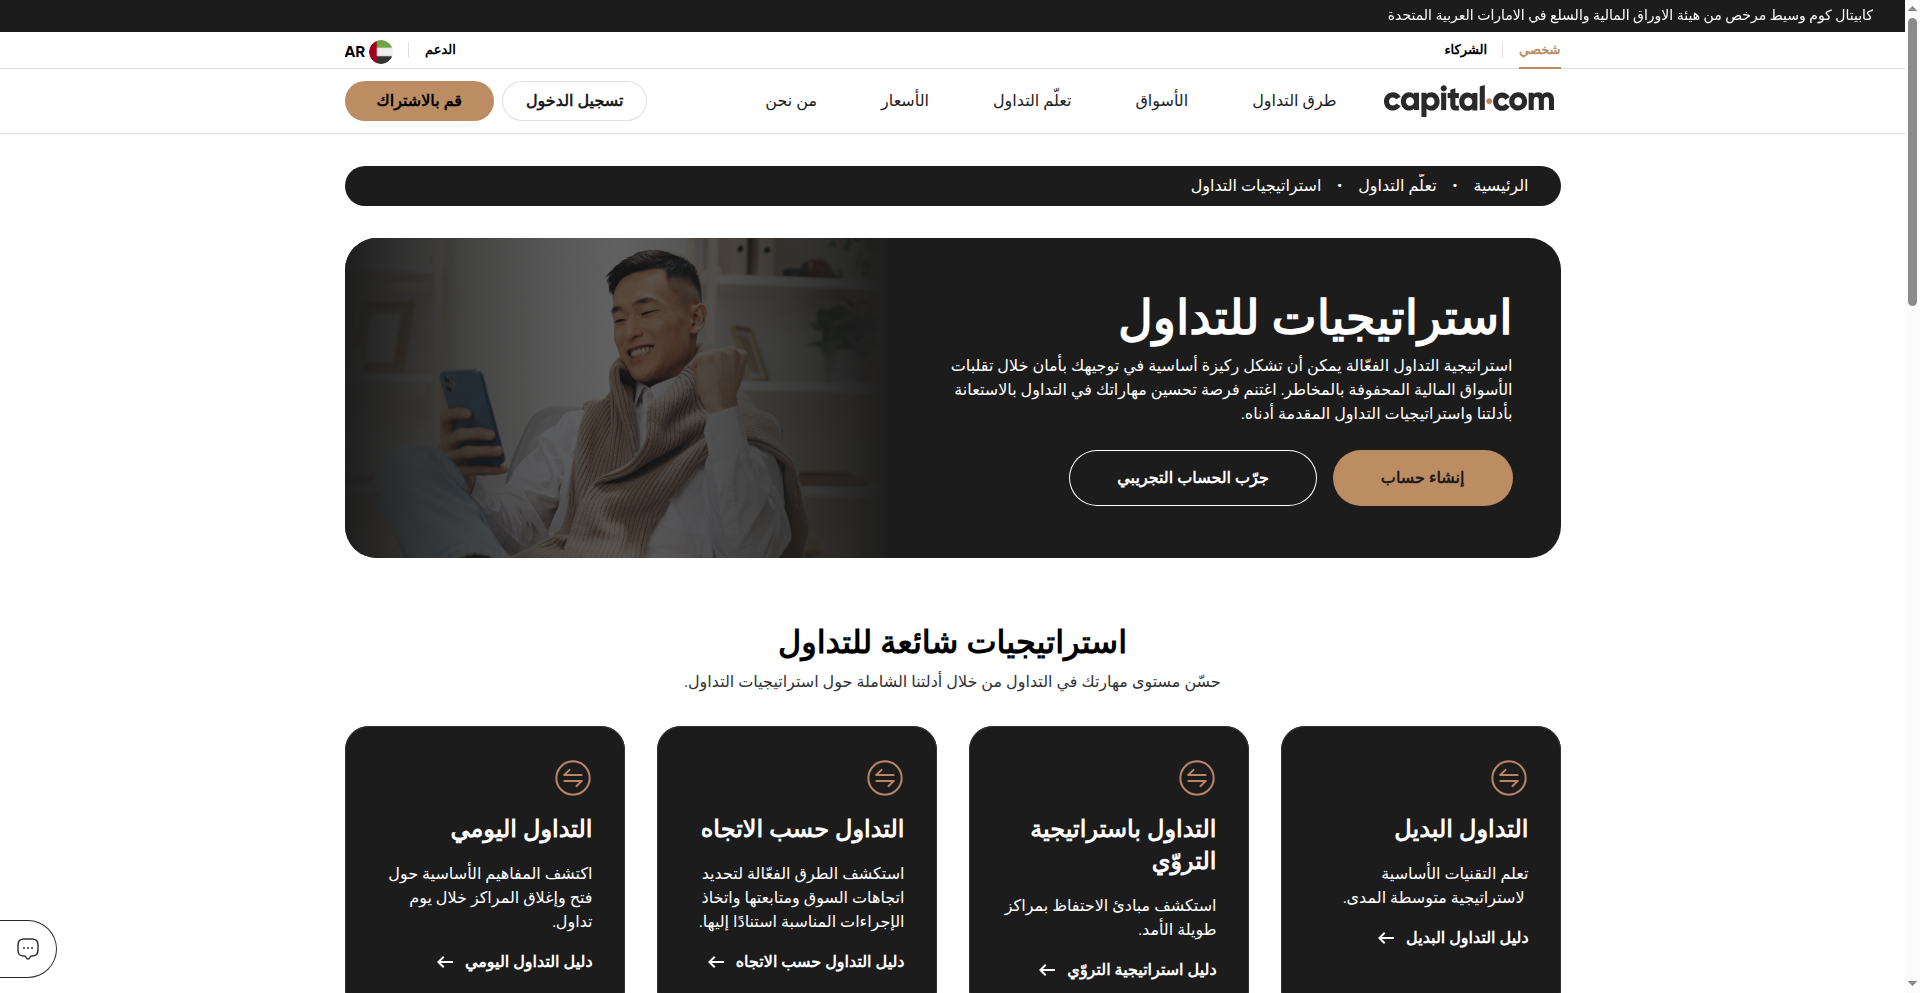 كابيتال كوم وسيط مرخص من هيئة الاوراق المالية والسلع في الامارات العربية المتحدة
شخصي
الشركاء
الدعم
AR
capital.com
طرق التداول
الأسواق
تعلّم التداول
الأسعار
من نحن
تسجيل الدخول
قم بالاشتراك
الرئيسية • تعلّم التداول • استراتيجيات التداول
استراتيجيات للتداول
استراتيجية التداول الفعّالة يمكن أن تشكل ركيزة أساسية في توجيهك بأمان خلال تقلبات
الأسواق المالية المحفوفة بالمخاطر. اغتنم فرصة تحسين مهاراتك في التداول بالاستعانة
بأدلتنا واستراتيجيات التداول المقدمة أدناه.
إنشاء حساب
جرّب الحساب التجريبي
استراتيجيات شائعة للتداول
حسّن مستوى مهارتك في التداول من خلال أدلتنا الشاملة حول استراتيجيات التداول.
التداول البديل
تعلم التقنيات الأساسية
لاستراتيجية متوسطة المدى.
دليل التداول البديل
التداول باستراتيجية
التروّي
استكشف مبادئ الاحتفاظ بمراكز
طويلة الأمد.
دليل استراتيجية التروّي
التداول حسب الاتجاه
استكشف الطرق الفعّالة لتحديد
اتجاهات السوق ومتابعتها واتخاذ
الإجراءات المناسبة استنادًا إليها.
دليل التداول حسب الاتجاه
التداول اليومي
اكتشف المفاهيم الأساسية حول
فتح وإغلاق المراكز خلال يوم
تداول.
دليل التداول اليومي